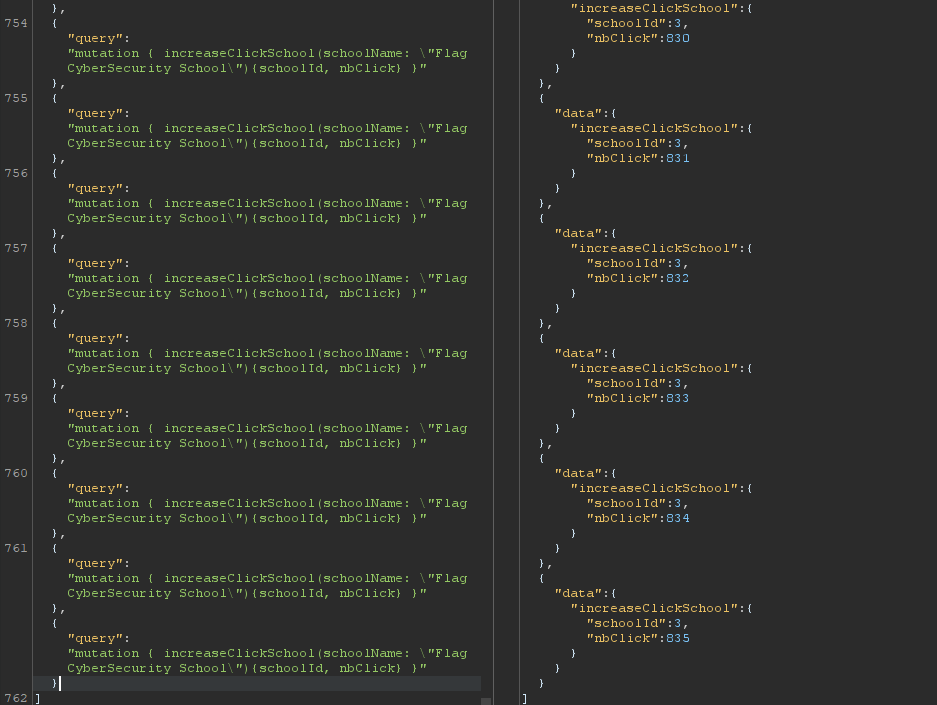 },
754 {
"query":
"mutation { increaseClickSchool(schoolName: \"Flag
CyberSecurity School\"){schoolId, nbClick} }"
},
755 {
"query":
"mutation { increaseClickSchool(schoolName: \"Flag
CyberSecurity School\"){schoolId, nbClick} }"
},
756 {
"query":
"mutation { increaseClickSchool(schoolName: \"Flag
CyberSecurity School\"){schoolId, nbClick} }"
},
757 {
"query":
"mutation { increaseClickSchool(schoolName: \"Flag
CyberSecurity School\"){schoolId, nbClick} }"
},
758 {
"query":
"mutation { increaseClickSchool(schoolName: \"Flag
CyberSecurity School\"){schoolId, nbClick} }"
},
759 {
"query":
"mutation { increaseClickSchool(schoolName: \"Flag
CyberSecurity School\"){schoolId, nbClick} }"
},
760 {
"query":
"mutation { increaseClickSchool(schoolName: \"Flag
CyberSecurity School\"){schoolId, nbClick} }"
},
761 {
"query":
"mutation { increaseClickSchool(schoolName: \"Flag
CyberSecurity School\"){schoolId, nbClick} }"
},
{
"query":
"mutation { increaseClickSchool(schoolName: \"Flag
CyberSecurity School\"){schoolId, nbClick} }"
}
762 ]
"increaseClickSchool":{
"schoolId":3,
"nbClick":830
}
}
},
{
"data":{
"increaseClickSchool":{
"schoolId":3,
"nbClick":831
}
}
},
{
"data":{
"increaseClickSchool":{
"schoolId":3,
"nbClick":832
}
}
},
{
"data":{
"increaseClickSchool":{
"schoolId":3,
"nbClick":833
}
}
},
{
"data":{
"increaseClickSchool":{
"schoolId":3,
"nbClick":834
}
}
},
{
"data":{
"increaseClickSchool":{
"schoolId":3,
"nbClick":835
}
}
}
]